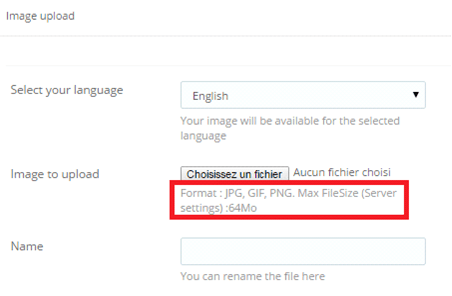 Image upload
Select your language
English
Your image will be available for the selected
language
Image to upload
Choisissez un fichier Aucun fichier choisi
Format : JPG, GIF, PNG. Max FileSize (Server
settings) :64Mo
Name
You can rename the file here